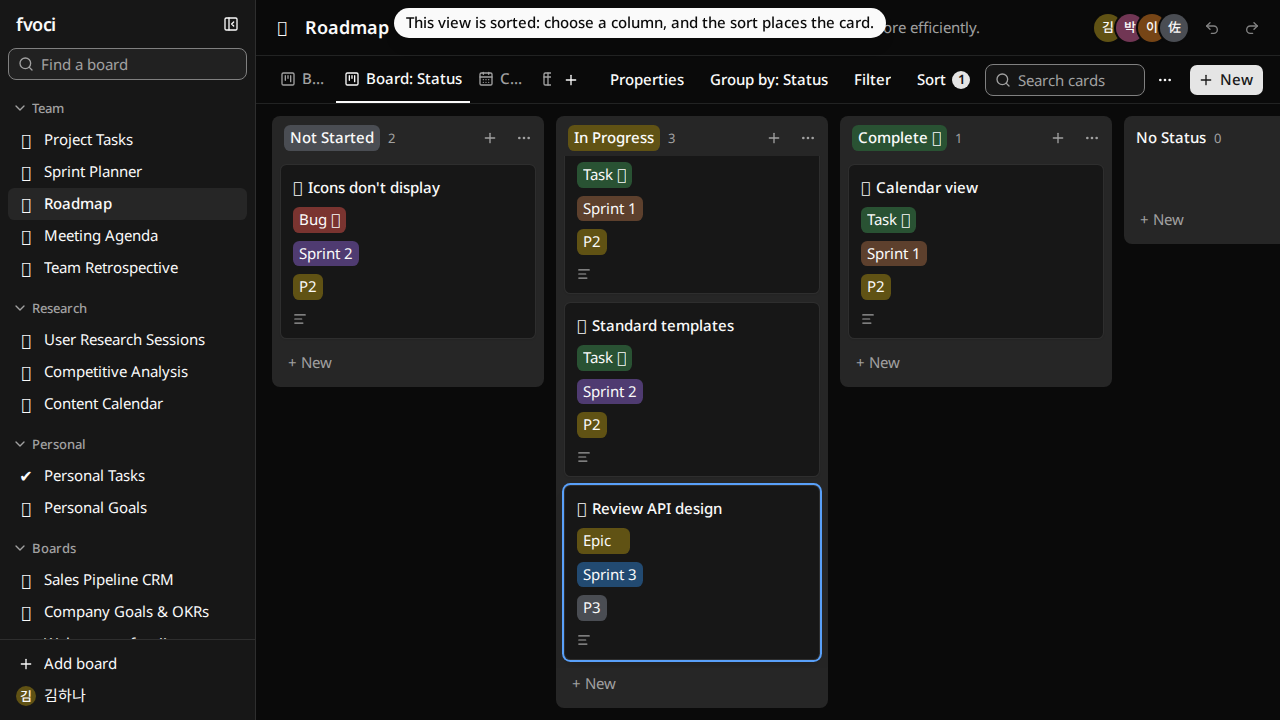 fvoci
Find a board
Team
Project Tasks
Sprint Planner
Roadmap
Meeting Agenda
Team Retrospective
Research
User Research Sessions
Competitive Analysis
Content Calendar
Personal
Personal Tasks
Personal Goals
Boards
Sales Pipeline CRM
Company Goals & OKRs
Add board
김 김하나
Roadmap
This view is sorted: choose a column, and the sort places the card.
ore efficiently.
김 박 이 佐
B...
Board: Status
C...
Properties
Group by: Status
Filter
Sort 1
Search cards
New
Not Started 2
Icons don't display
Bug
Sprint 2
P2
+ New
In Progress 3
Task
Sprint 1
P2
Standard templates
Task
Sprint 2
P2
Review API design
Epic
Sprint 3
P3
+ New
Complete 1
Calendar view
Task
Sprint 1
P2
+ New
No Status 0
+ New